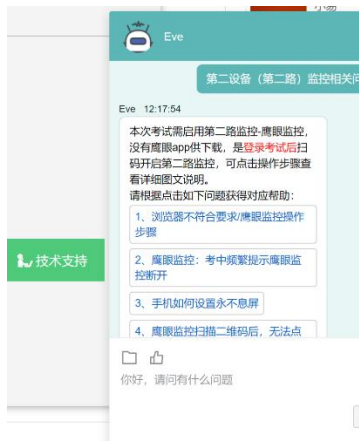 Eve
第二设备（第二路）监控相关问
Eve 12:17:54
本次考试需启用第二路监控-鹰眼监控，
没有鹰眼app供下载，是登录考试后扫
码开启第二路监控，可点击操作步骤查
看详细图文说明。
请根据点击如下问题获得对应帮助：
1、浏览器不符合要求/鹰眼监控操作
步骤
2、鹰眼监控：考中频繁提示鹰眼监
控断开
3、手机如何设置永不息屏
4、鹰眼监控扫描二维码后，无法点
技术支持
你好，请问有什么问题